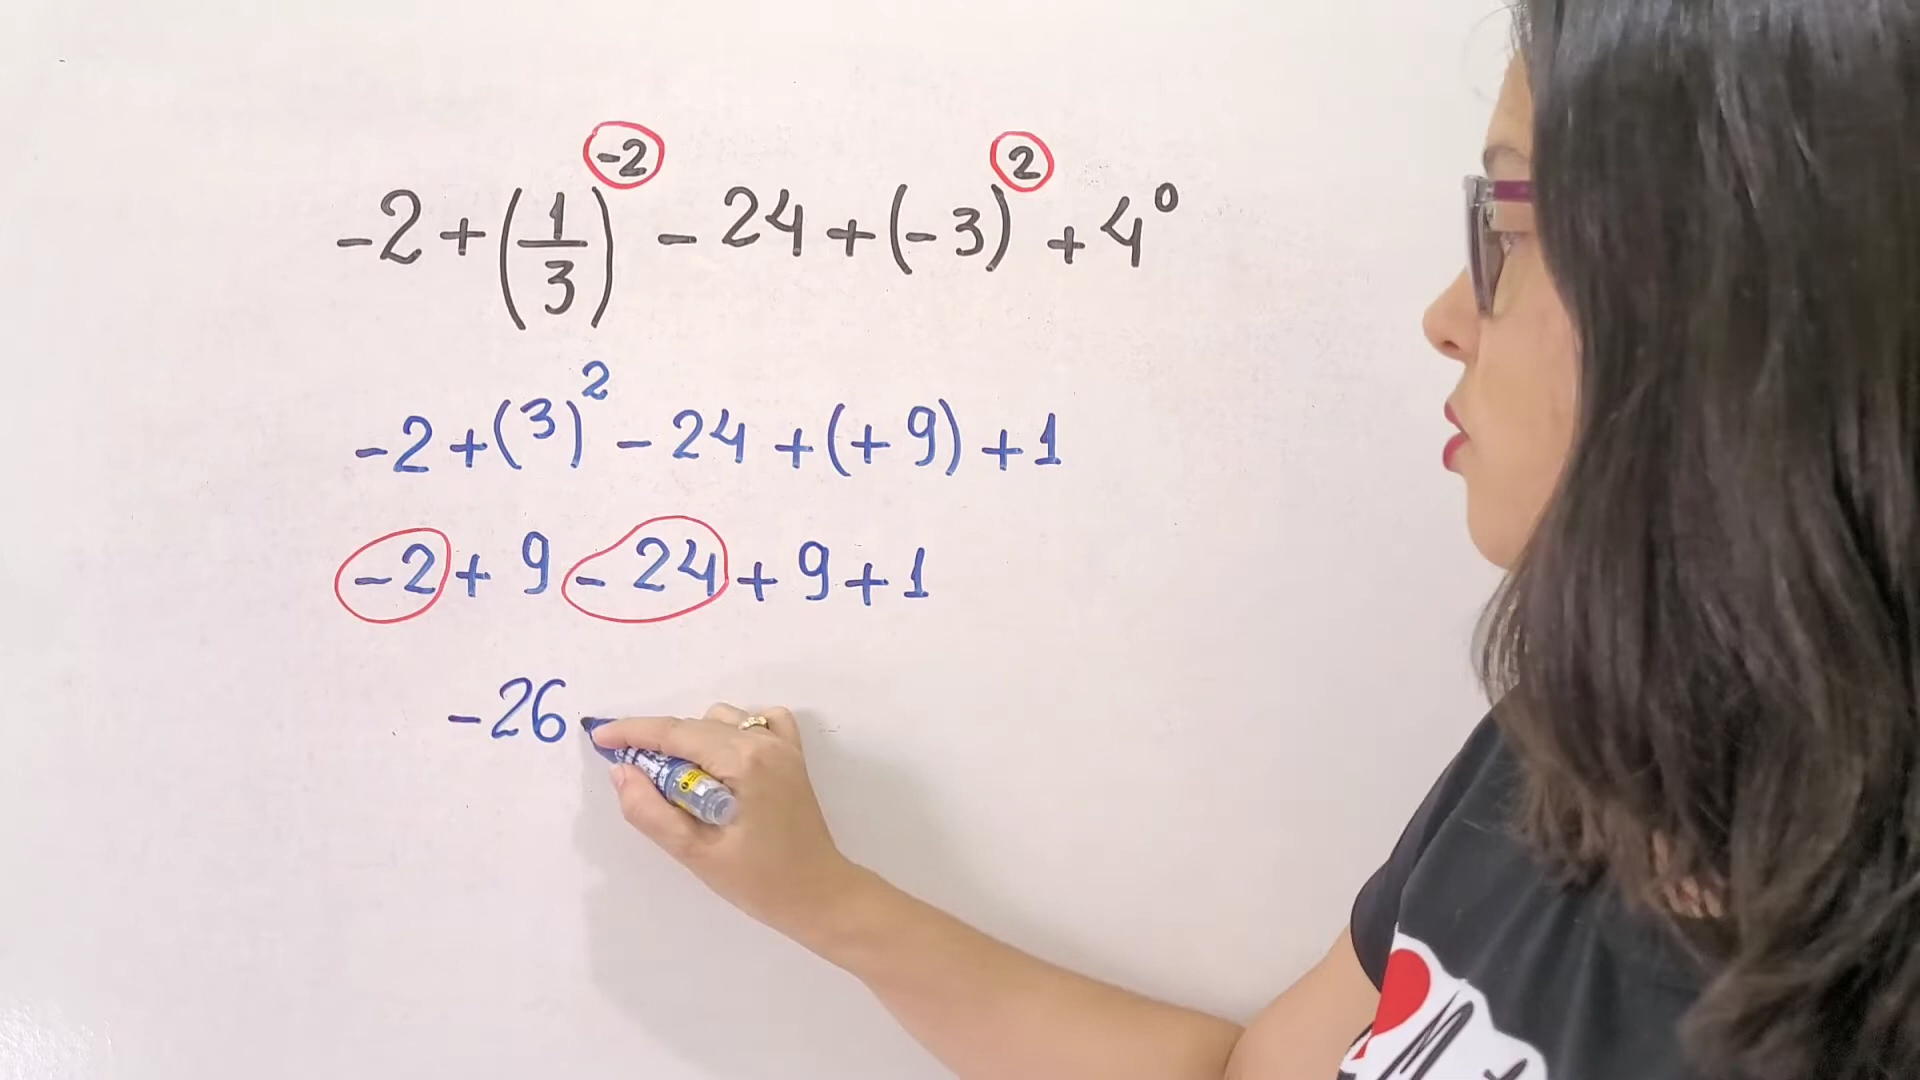 -2 + (1/3)^-2 - 24 + (-3)^2 + 4^0
-2 + (3)^2 - 24 + (+9) + 1
-2 + 9 - 24 + 9 + 1
-26